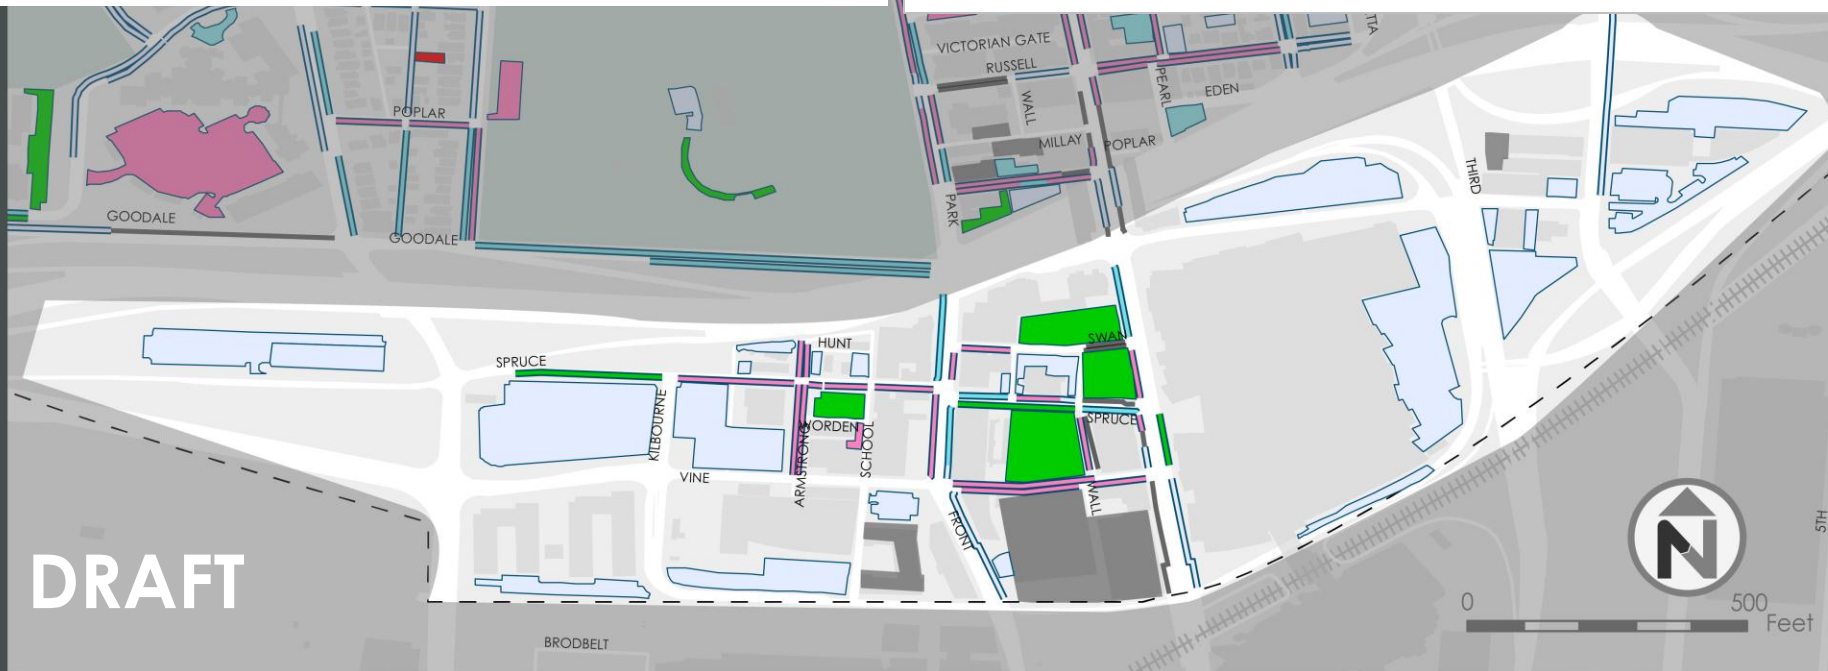 VICTORIAN GATE
RUSSELL
WALL
PEARL
EDEN
POPLAR
MILLAY
POPLAR
THIRD
PARK
GOODALE
GOODALE
SWAN
HUNT
SPRUCE
KILBOURNE
SPRUCE
WORDEN
ARMSTRONG
SCHOOL
VINE
WALL
FRONT
5TH
DRAFT
N
0 500
Feet
BRODBELT